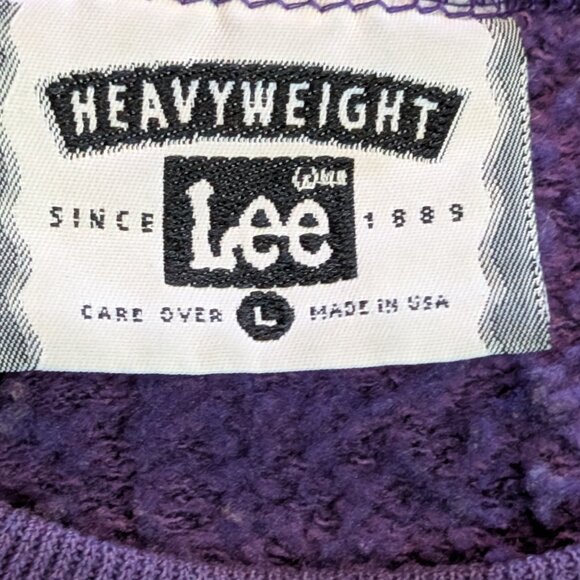 HEAVYWEIGHT
Lee
SINCE 1889
CARE OVER L MADE IN USA